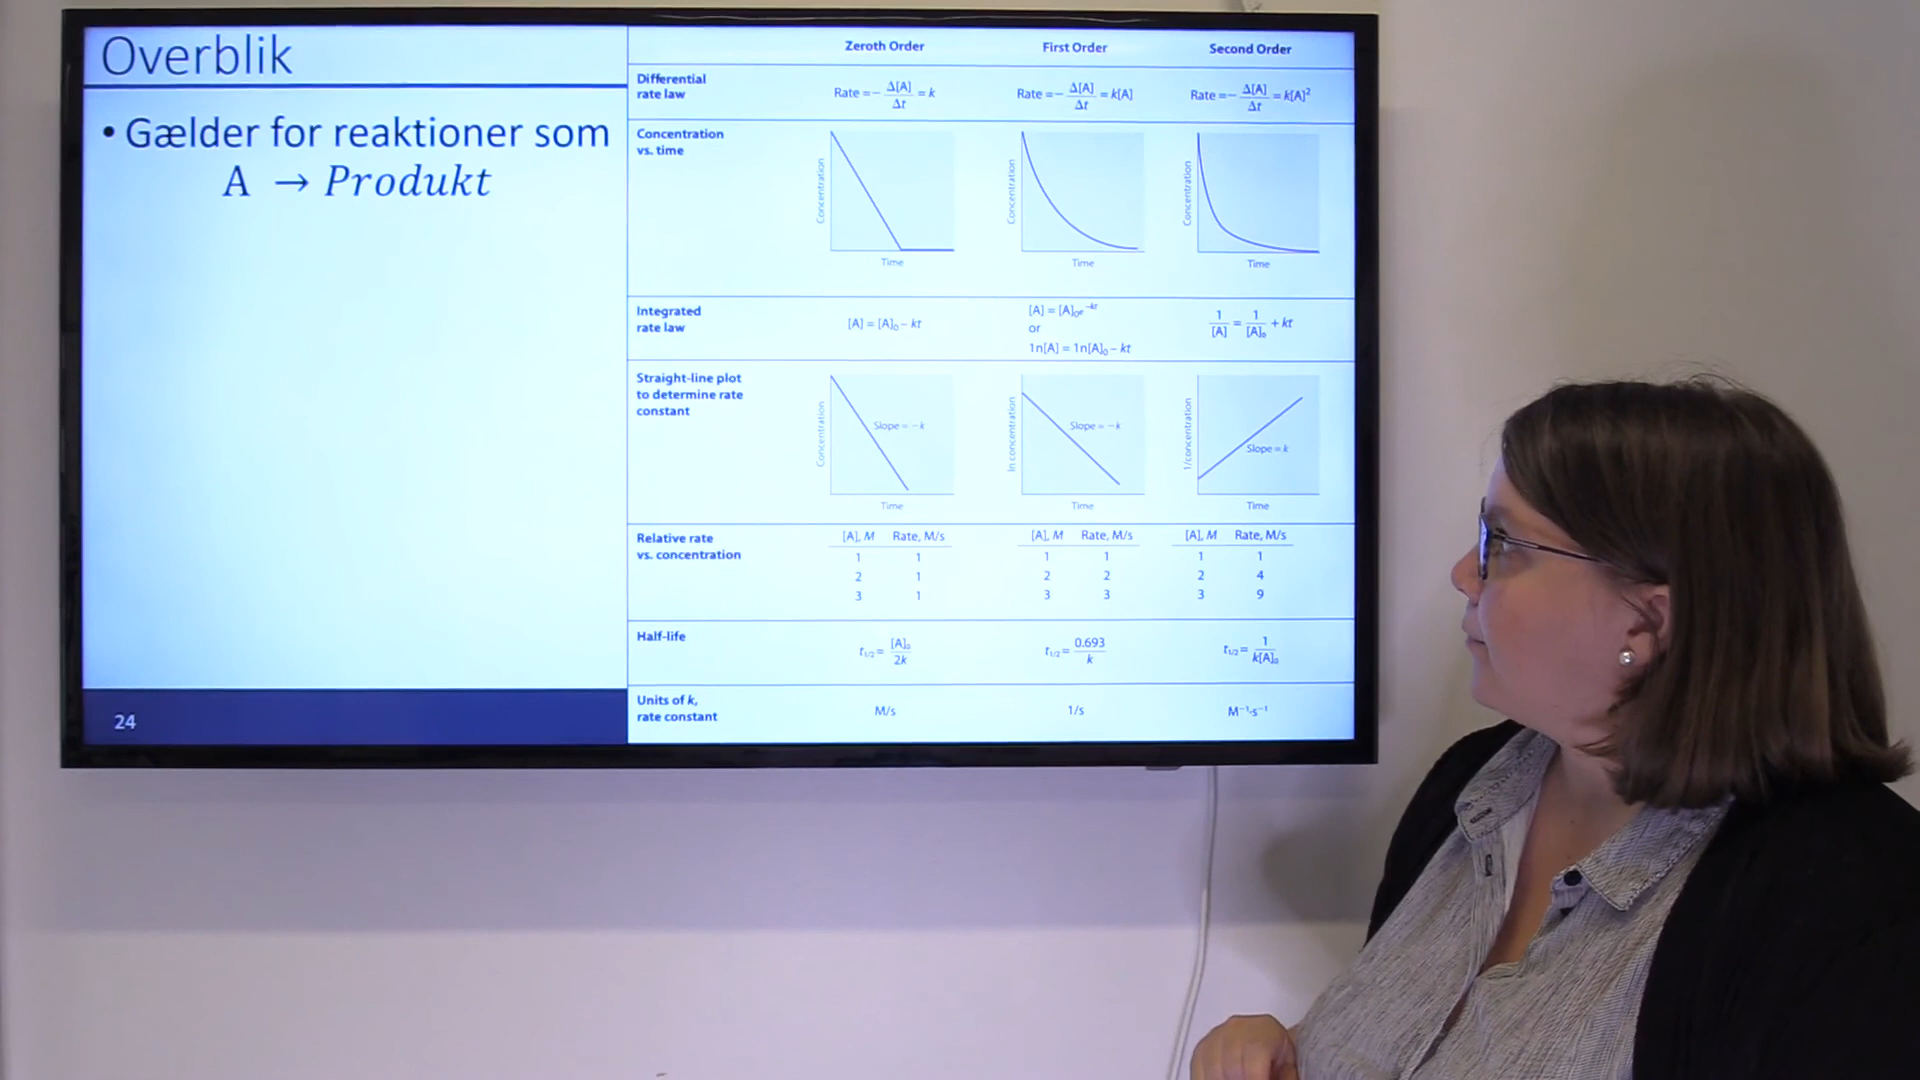 Overblik
• Gælder for reaktioner som
A → Produkt
24
Zeroth Order First Order Second Order
Differential
rate law
Rate =− Δ[A]/Δt = k
Rate =− Δ[A]/Δt = k[A]
Rate =− Δ[A]/Δt = k[A]²
Concentration
vs. time
Concentration
Time
Concentration
Time
Concentration
Time
Integrated
rate law
[A] = [A]₀ − kt
[A] = [A]₀e⁻ᵏᵗ
or
1n[A] = 1n[A]₀ − kt
1/[A] = 1/[A]₀ + kt
Straight-line plot
to determine rate
constant
Concentration
Slope = −k
Time
ln concentration
Slope = −k
Time
1/concentration
Slope = k
Time
Relative rate
vs. concentration
[A], M Rate, M/s
1 1
2 1
3 1
[A], M Rate, M/s
1 1
2 2
3 3
[A], M Rate, M/s
1 1
2 4
3 9
Half-life
t₁/₂ = [A]₀/2k
t₁/₂ = 0.693/k
t₁/₂ = 1/k[A]₀
Units of k,
rate constant
M/s
1/s
M⁻¹·s⁻¹